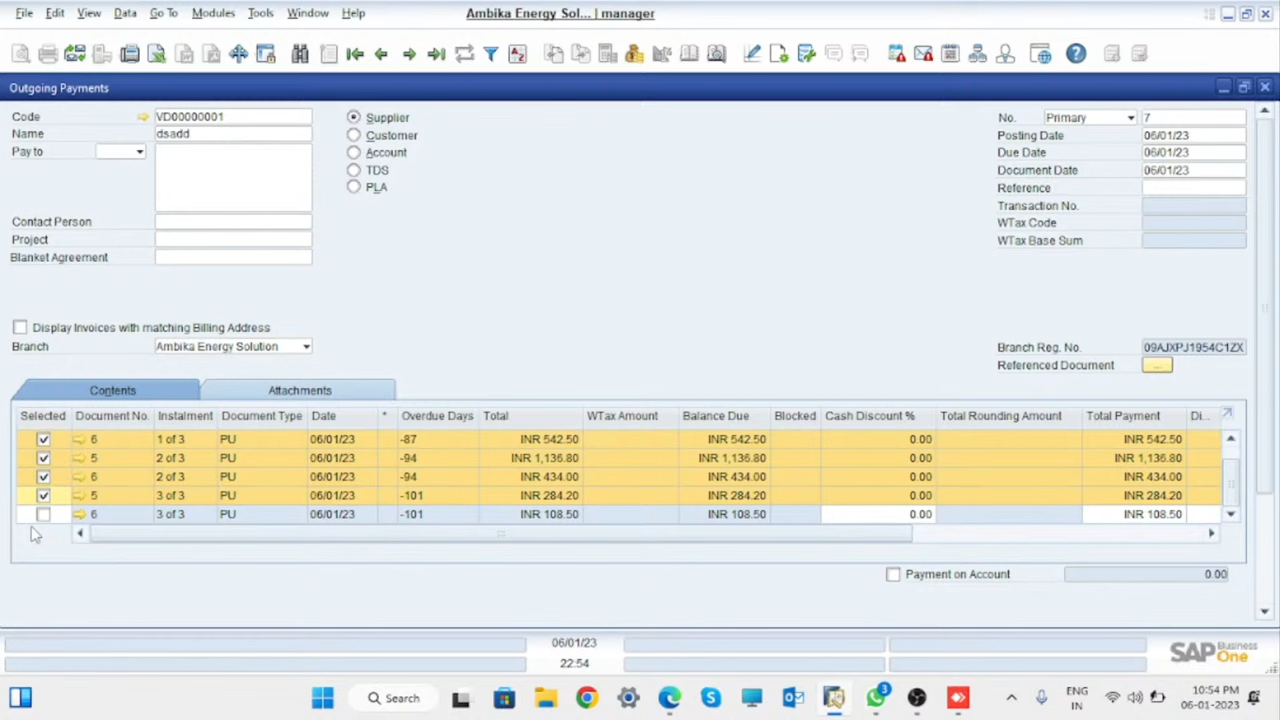 File Edit View Data Go To Modules Tools Window Help
Ambika Energy Sol... | manager
Outgoing Payments
Code VD00000001
Name dsadd
Pay to
Contact Person
Project
Blanket Agreement
Supplier
Customer
Account
TDS
PLA
No. Primary 7
Posting Date 06/01/23
Due Date 06/01/23
Document Date 06/01/23
Reference
Transaction No.
WTax Code
WTax Base Sum
Display Invoices with matching Billing Address
Branch Ambika Energy Solution
Branch Reg. No. 09AJXPJ1954C1ZX
Referenced Document ...
Contents Attachments
Selected Document No. Instalment Document Type Date * Overdue Days Total WTax Amount Balance Due Blocked Cash Discount % Total Rounding Amount Total Payment Di...
6 1 of 3 PU 06/01/23 -87 INR 542.50 INR 542.50 0.00 INR 542.50
5 2 of 3 PU 06/01/23 -94 INR 1,136.80 INR 1,136.80 0.00 INR 1,136.80
6 2 of 3 PU 06/01/23 -94 INR 434.00 INR 434.00 0.00 INR 434.00
5 3 of 3 PU 06/01/23 -101 INR 284.20 INR 284.20 0.00 INR 284.20
6 3 of 3 PU 06/01/23 -101 INR 108.50 INR 108.50 0.00 INR 108.50
Payment on Account 0.00
06/01/23
22:54
SAP Business One
Search
3
ENG
IN
10:54 PM
06-01-2023